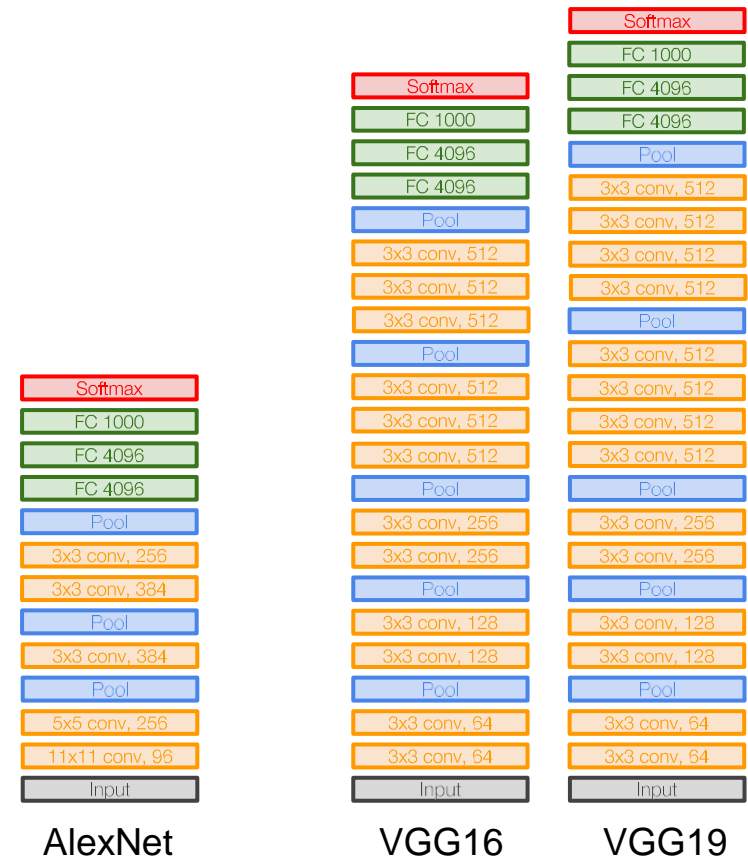 Softmax
FC 1000
FC 4096
FC 4096
Pool
3x3 conv, 256
3x3 conv, 384
Pool
3x3 conv, 384
Pool
5x5 conv, 256
11x11 conv, 96
Input
AlexNet
Softmax
FC 1000
FC 4096
FC 4096
Pool
3x3 conv, 512
3x3 conv, 512
3x3 conv, 512
Pool
3x3 conv, 512
3x3 conv, 512
3x3 conv, 512
Pool
3x3 conv, 256
3x3 conv, 256
Pool
3x3 conv, 128
3x3 conv, 128
Pool
3x3 conv, 64
3x3 conv, 64
Input
VGG16
Softmax
FC 1000
FC 4096
FC 4096
Pool
3x3 conv, 512
3x3 conv, 512
3x3 conv, 512
3x3 conv, 512
Pool
3x3 conv, 512
3x3 conv, 512
3x3 conv, 512
3x3 conv, 512
Pool
3x3 conv, 256
3x3 conv, 256
Pool
3x3 conv, 128
3x3 conv, 128
Pool
3x3 conv, 64
3x3 conv, 64
Input
VGG19